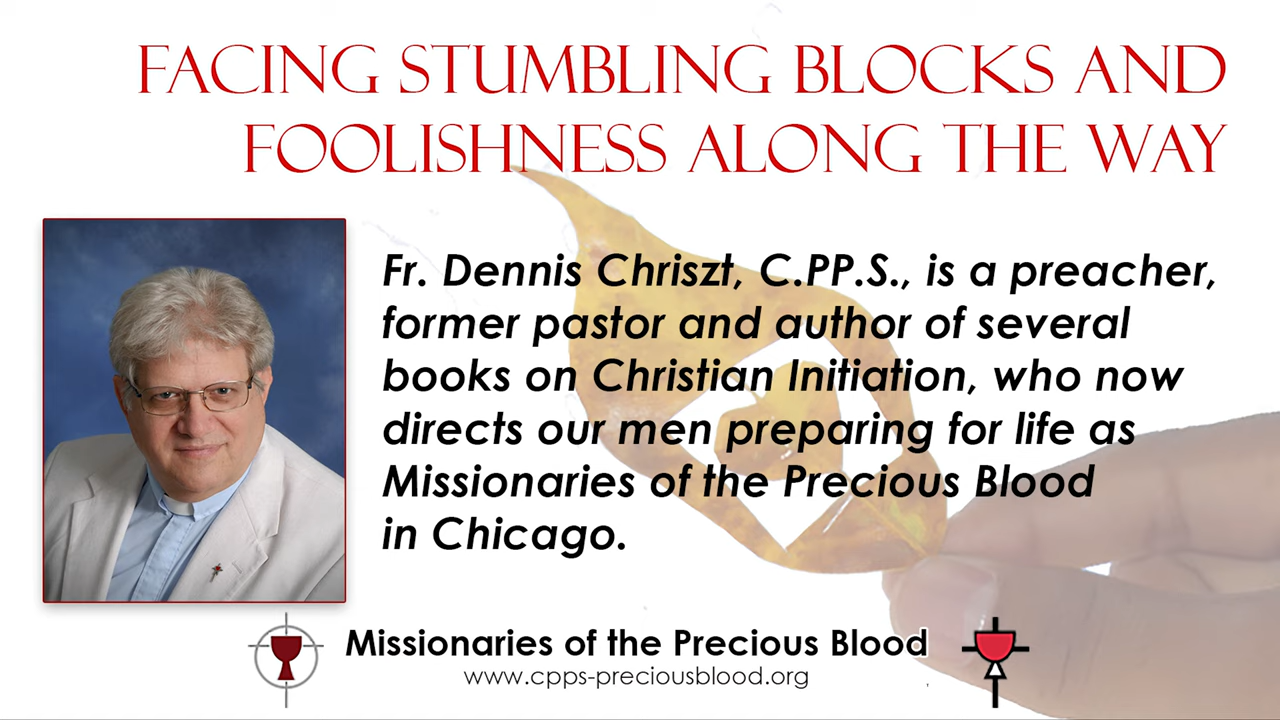 FACING STUMBLING BLOCKS AND
FOOLISHNESS ALONG THE WAY
Fr. Dennis Chriszt, C.PP.S., is a preacher,
former pastor and author of several
books on Christian Initiation, who now
directs our men preparing for life as
Missionaries of the Precious Blood
in Chicago.
Missionaries of the Precious Blood
www.cpps-preciousblood.org